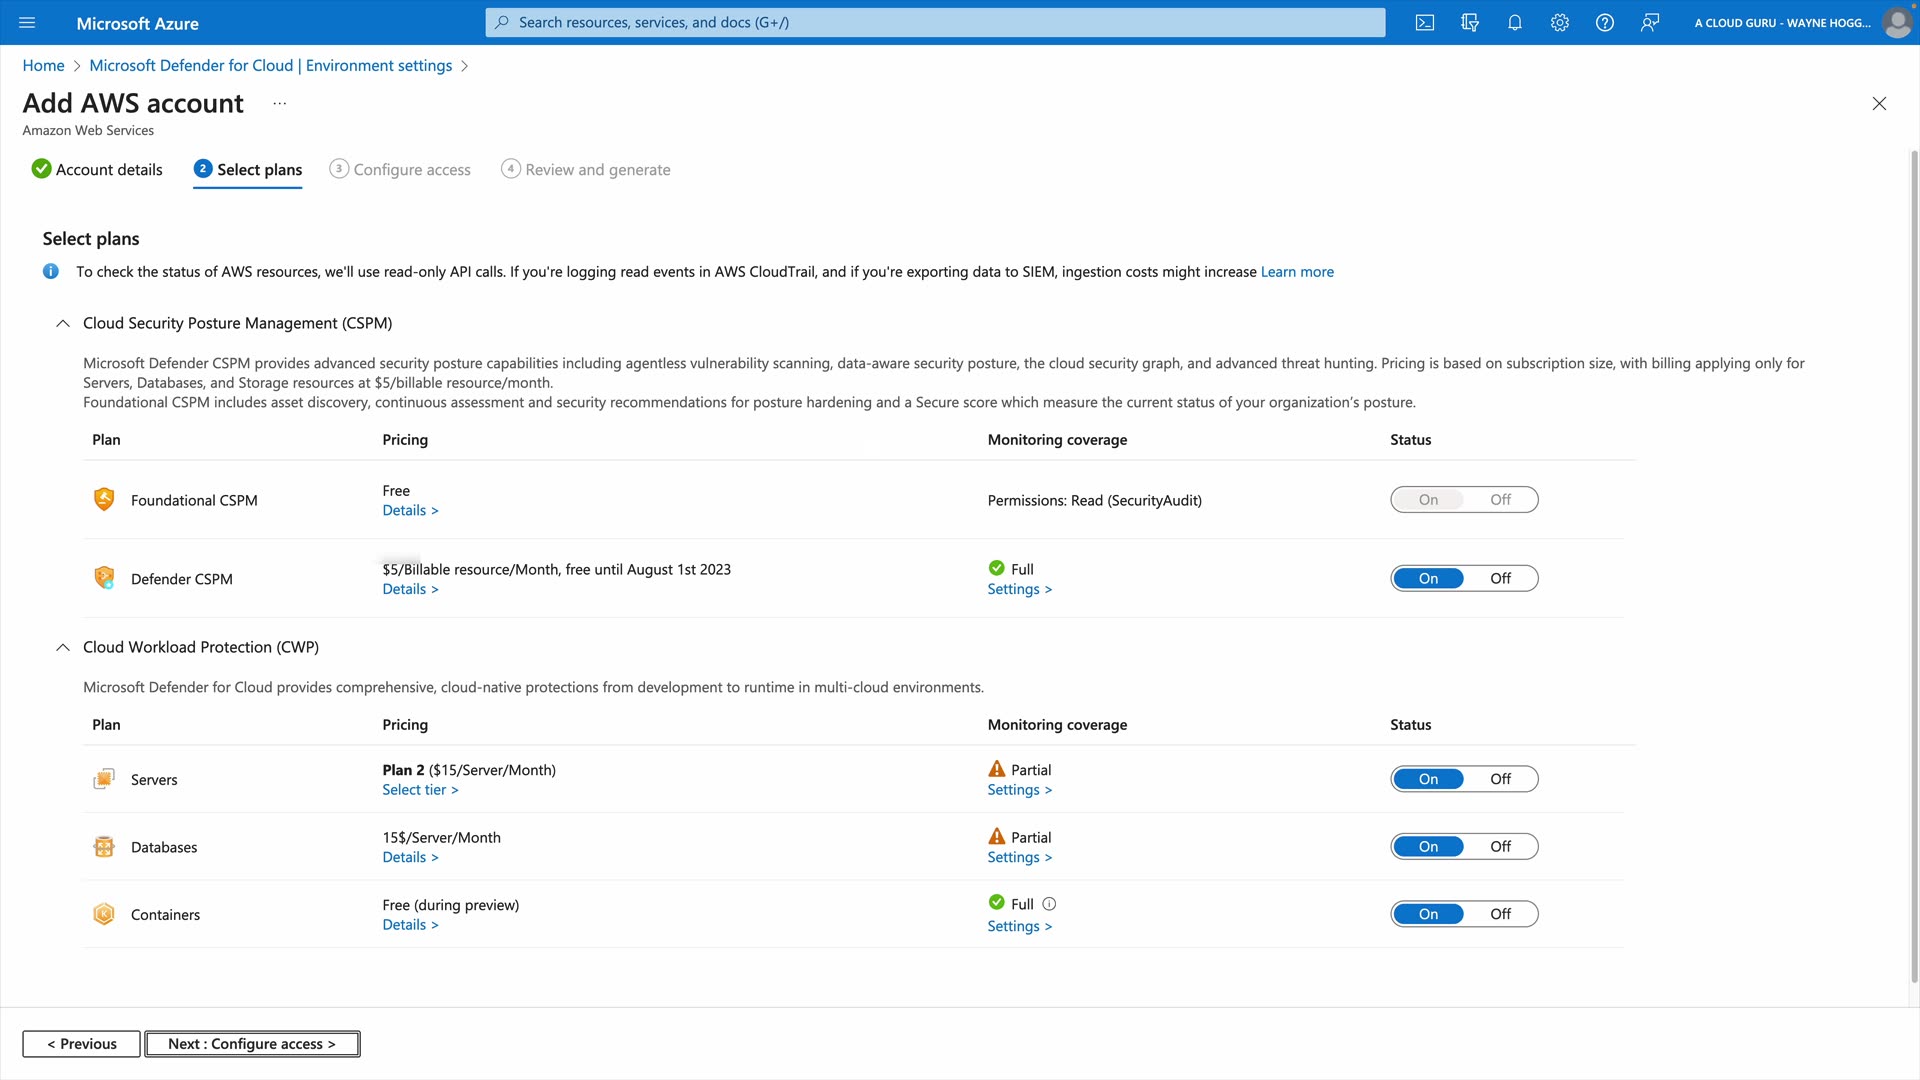 Microsoft Azure
Search resources, services, and docs (G+/)
A CLOUD GURU - WAYNE HOGG...
Home > Microsoft Defender for Cloud | Environment settings >
Add AWS account ...
Amazon Web Services
Account details
2 Select plans
3 Configure access
4 Review and generate
Select plans
To check the status of AWS resources, we'll use read-only API calls. If you're logging read events in AWS CloudTrail, and if you're exporting data to SIEM, ingestion costs might increase Learn more
Cloud Security Posture Management (CSPM)
Microsoft Defender CSPM provides advanced security posture capabilities including agentless vulnerability scanning, data-aware security posture, the cloud security graph, and advanced threat hunting. Pricing is based on subscription size, with billing applying only for
Servers, Databases, and Storage resources at $5/billable resource/month.
Foundational CSPM includes asset discovery, continuous assessment and security recommendations for posture hardening and a Secure score which measure the current status of your organization's posture.
Plan Pricing Monitoring coverage Status
Foundational CSPM
Free
Details >
Permissions: Read (SecurityAudit)
On Off
Defender CSPM
$5/Billable resource/Month, free until August 1st 2023
Details >
Full
Settings >
On Off
Cloud Workload Protection (CWP)
Microsoft Defender for Cloud provides comprehensive, cloud-native protections from development to runtime in multi-cloud environments.
Plan Pricing Monitoring coverage Status
Servers
Plan 2 ($15/Server/Month)
Select tier >
Partial
Settings >
On Off
Databases
15$/Server/Month
Details >
Partial
Settings >
On Off
Containers
Free (during preview)
Details >
Full
Settings >
On Off
< Previous
Next : Configure access >